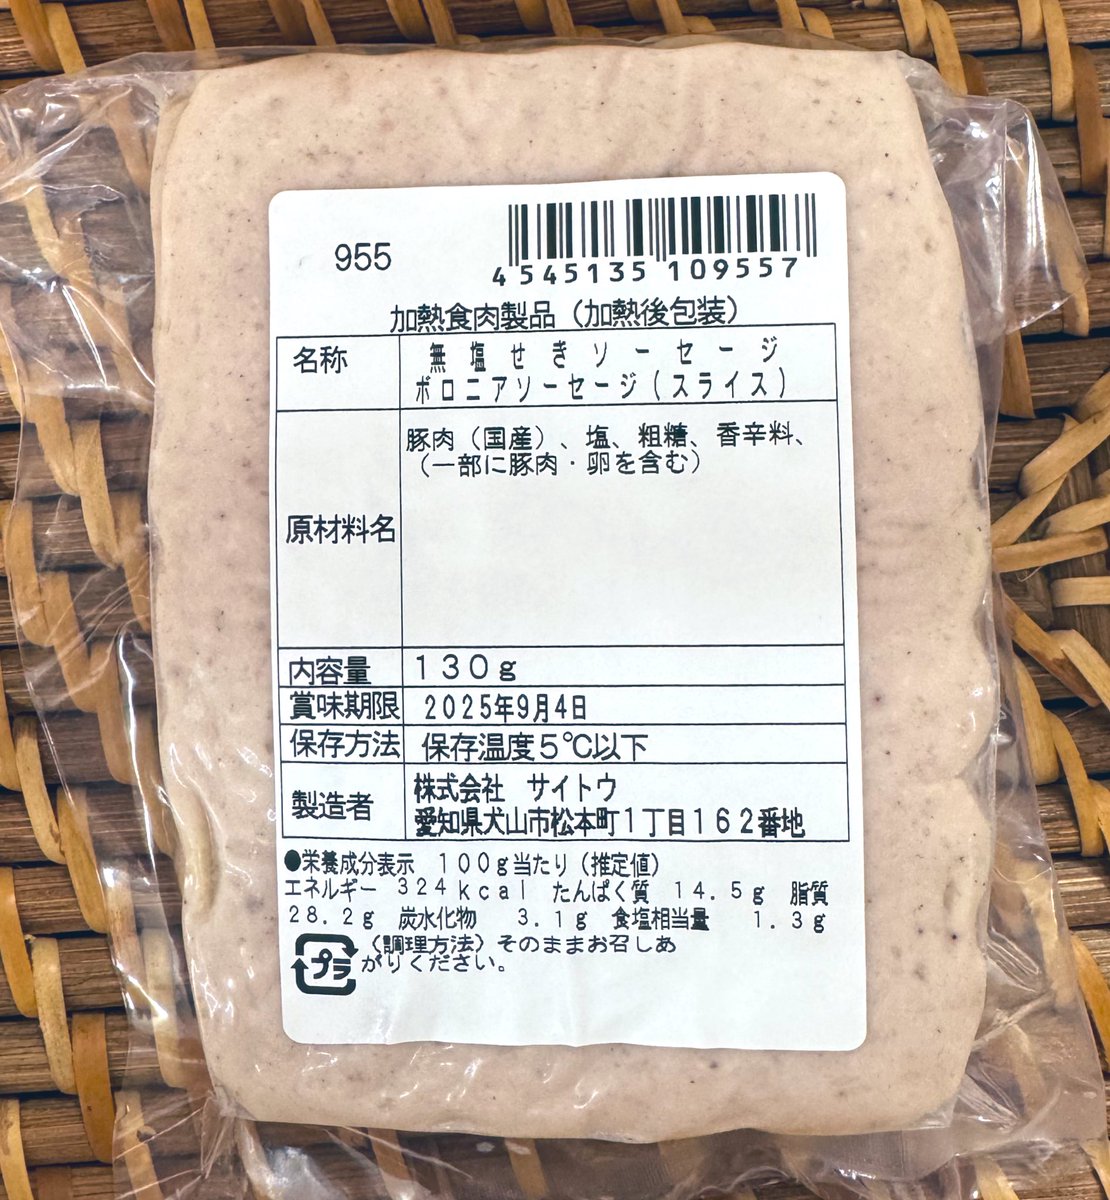 955
4 545135 109557
加熱食肉製品（加熱後包装）
名称
無塩せきソーセージ
ボロニアソーセージ（スライス）
原材料名
豚肉（国産）、塩、粗糖、香辛料、
（一部に豚肉・卵を含む）
内容量 １３０ｇ
賞味期限 2025年9月4日
保存方法 保存温度５℃以下
製造者
株式会社 サイトウ
愛知県犬山市松本町１丁目１６２番地
●栄養成分表示 １００ｇ当たり（推定値）
エネルギー ３２４ｋｃａｌ たんぱく質 １４．５ｇ 脂質
２８．２ｇ 炭水化物 ３．１ｇ 食塩相当量 １．３ｇ
プラ
（調理方法）そのままお召しあ
がりください。